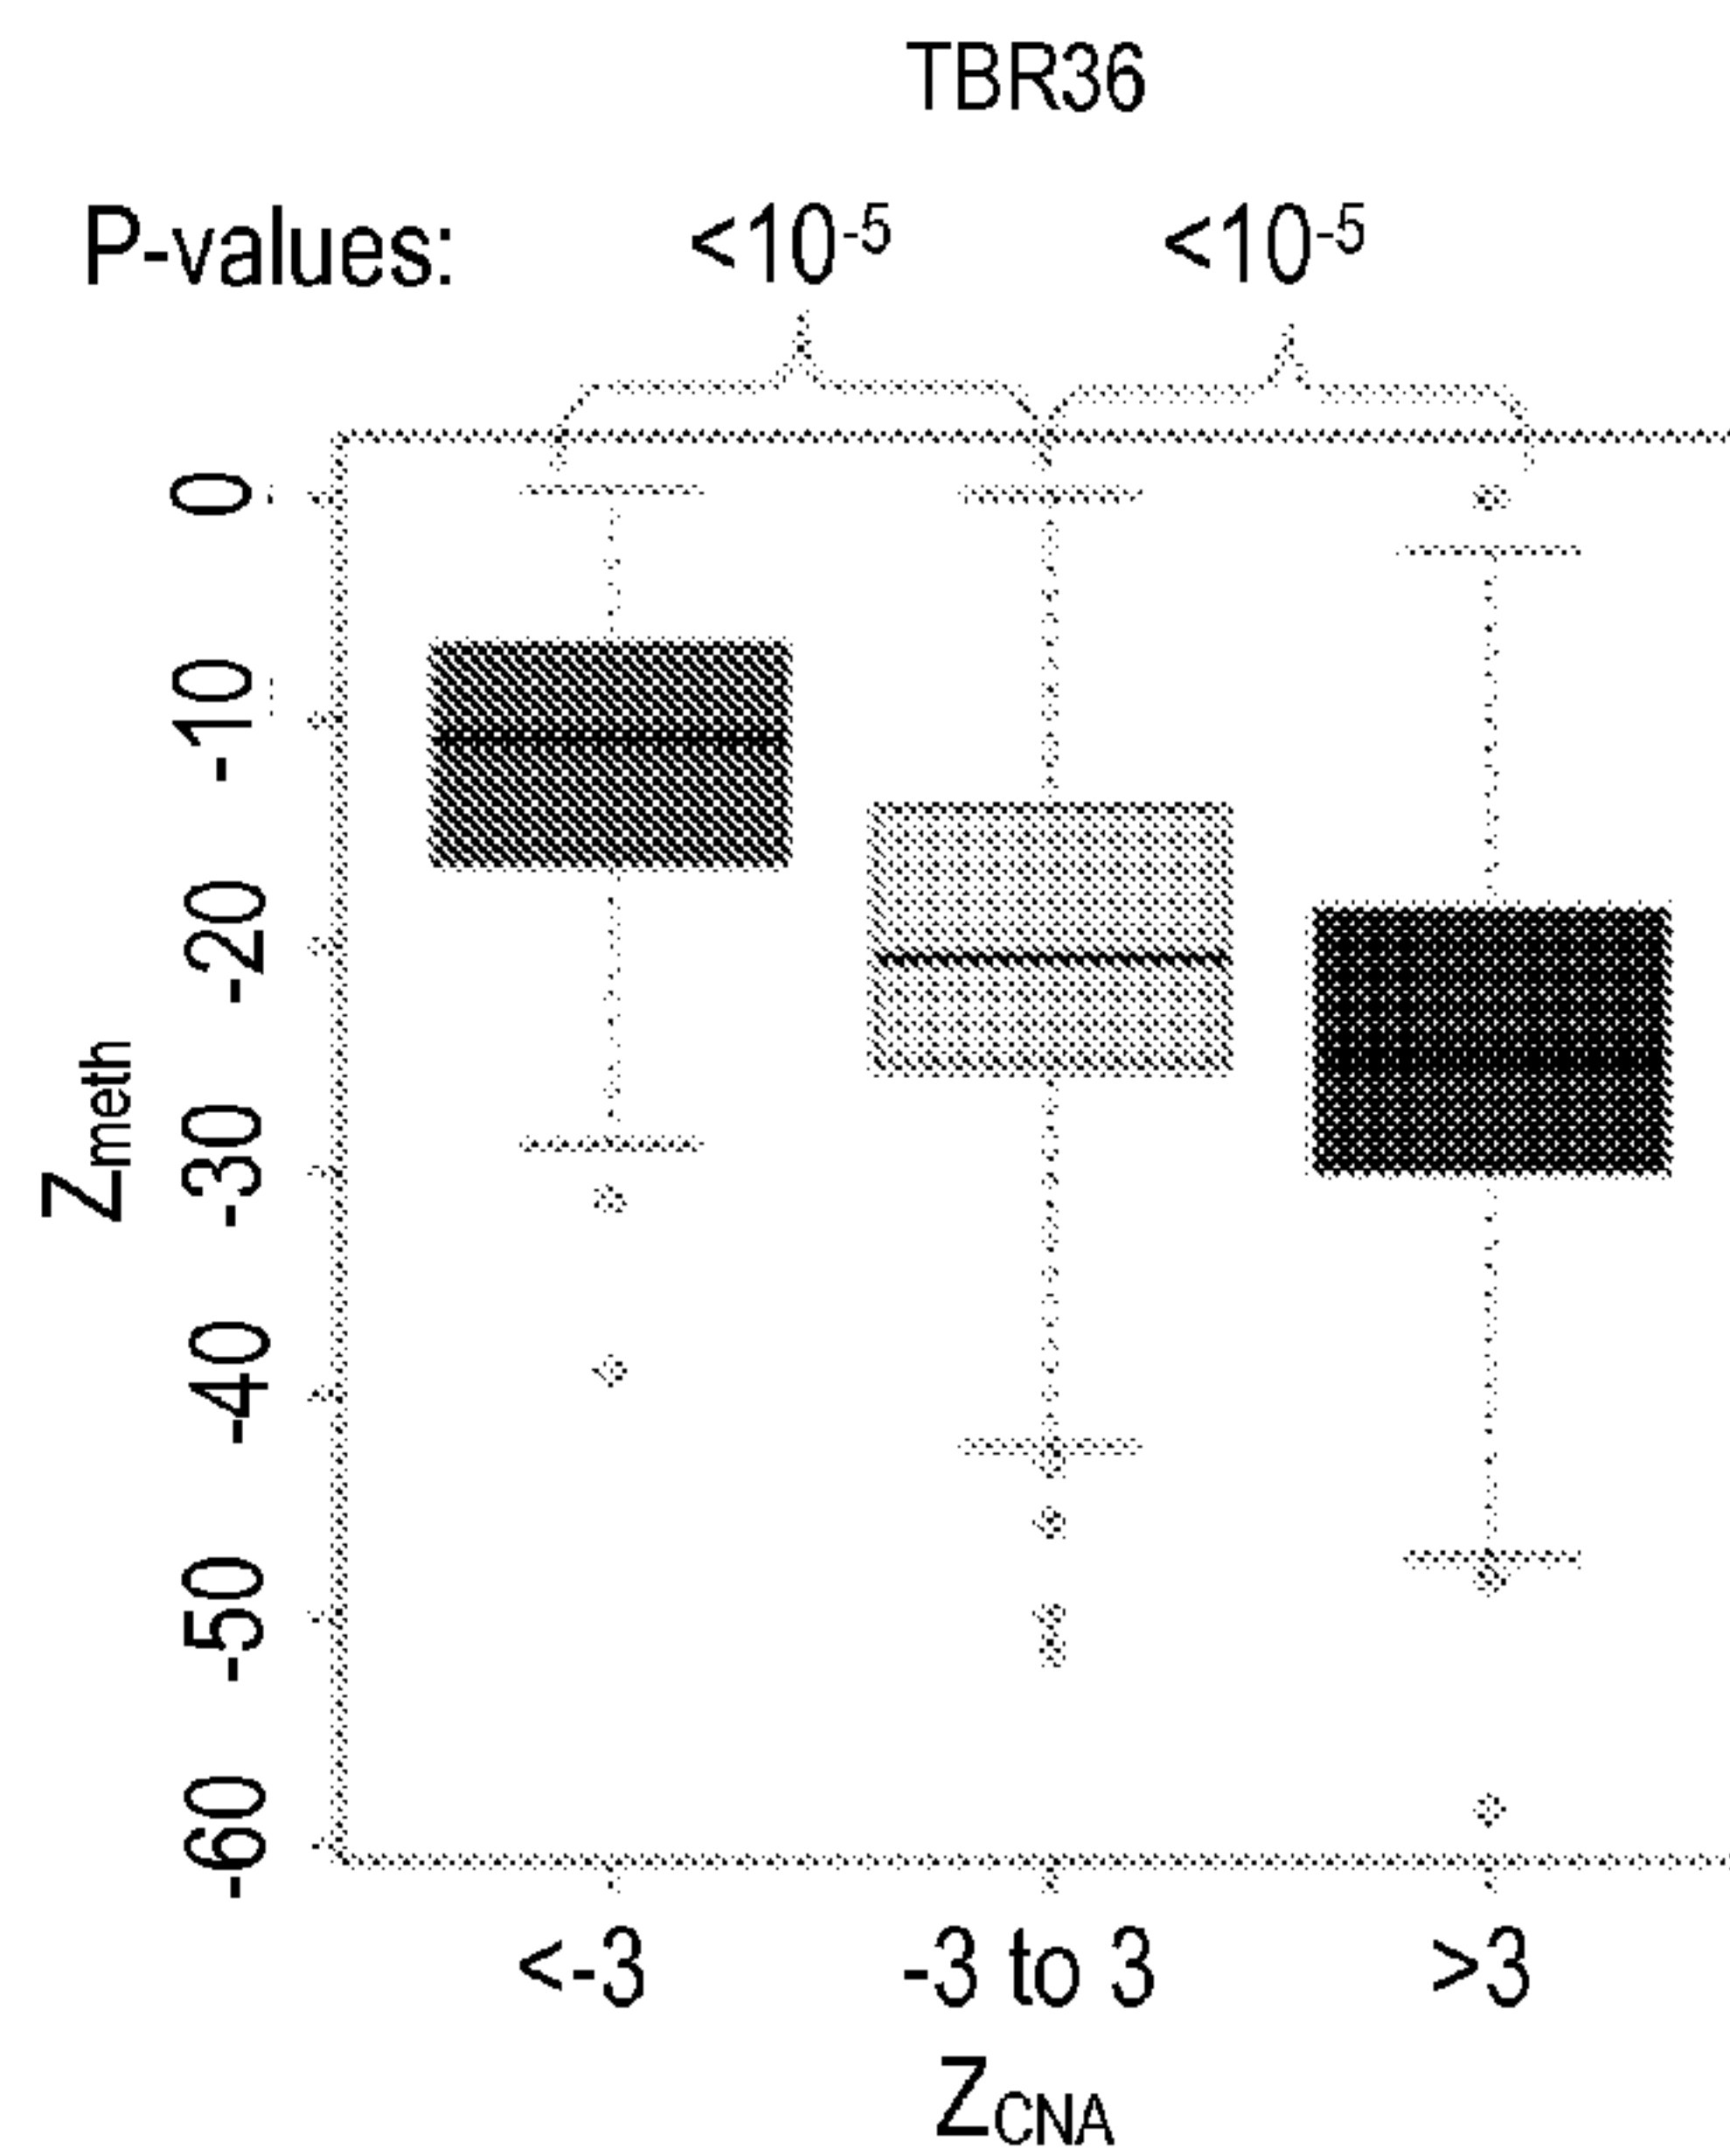 TBR36
P-values: <10⁻⁵ <10⁻⁵
0
-10
-20
-30
-40
-50
-60
Zmeth
<-3 -3 to 3 >3
ZCNA